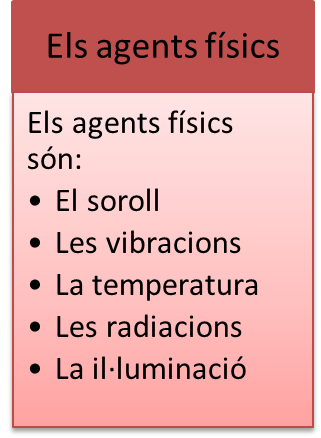 Els agents físics
Els agents físics
són:
• El soroll
• Les vibracions
• La temperatura
• Les radiacions
• La il·luminació